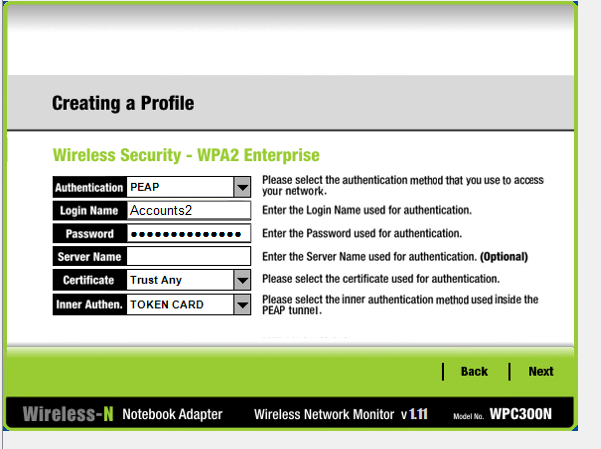 Creating a Profile
Wireless Security - WPA2 Enterprise
Authentication PEAP Please select the authentication method that you use to access
your network.
Login Name Accounts2 Enter the Login Name used for authentication.
Password ●●●●●●●●●●●●●● Enter the Password used for authentication.
Server Name Enter the Server Name used for authentication. (Optional)
Certificate Trust Any Please select the certificate used for authentication.
Inner Authen. TOKEN CARD Please select the inner authentication method used inside the
PEAP tunnel.
Back Next
Wireless-N Notebook Adapter Wireless Network Monitor v 1.11 Model No. WPC300N